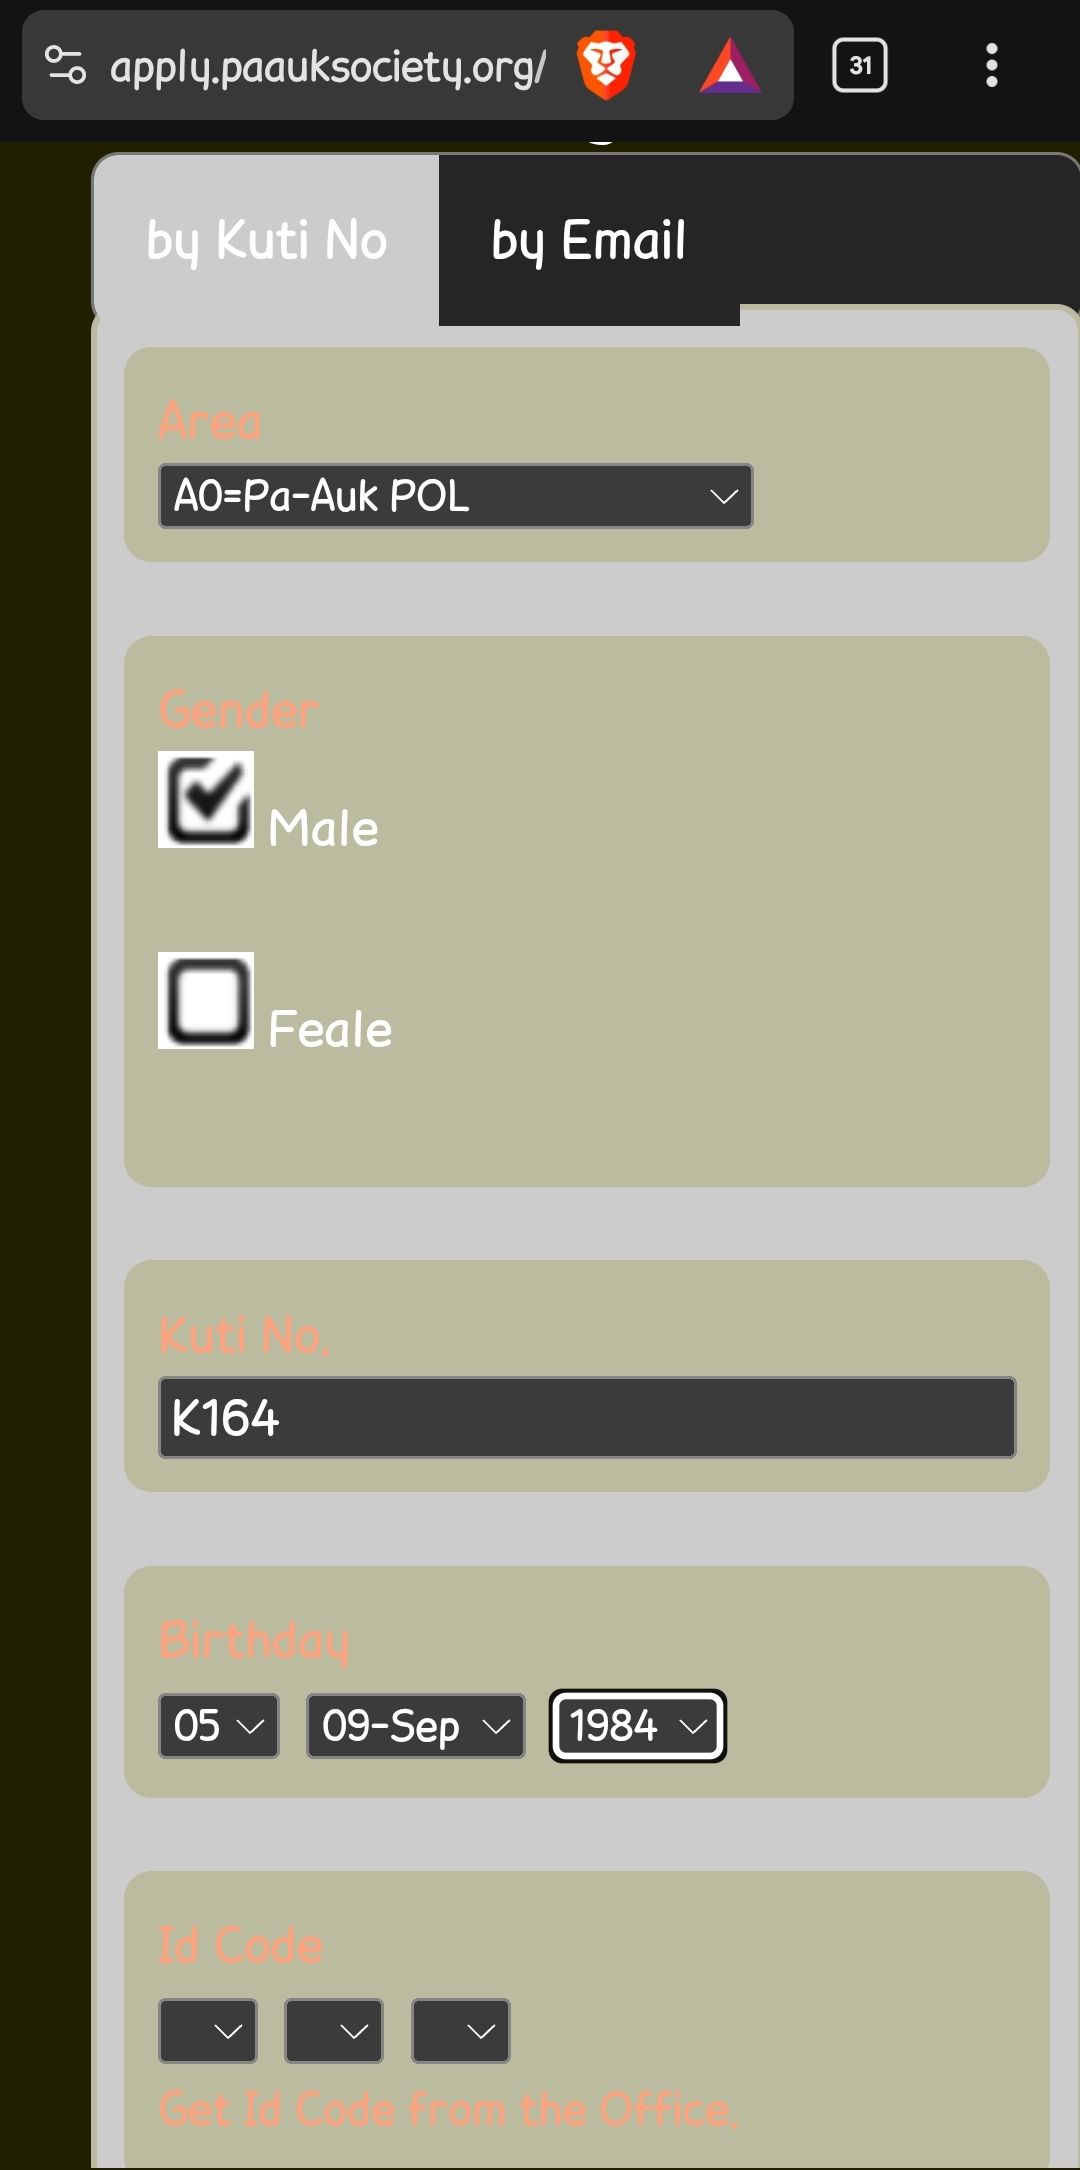 apply.paauksociety.org/
31
by Kuti No
by Email
Area
A0=Pa-Auk POL
Gender
Male
Feale
Kuti No.
K164
Birthday
05
09-Sep
1984
Id Code
Get Id Code from the Office.